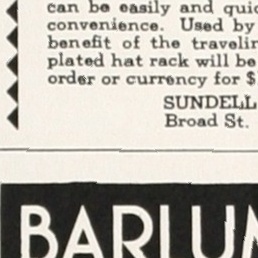 can be easily and quic
convenience. Used by
benefit of the travelin
plated hat rack will be
order or currency for $
SUNDELL
Broad St.
BARLUM